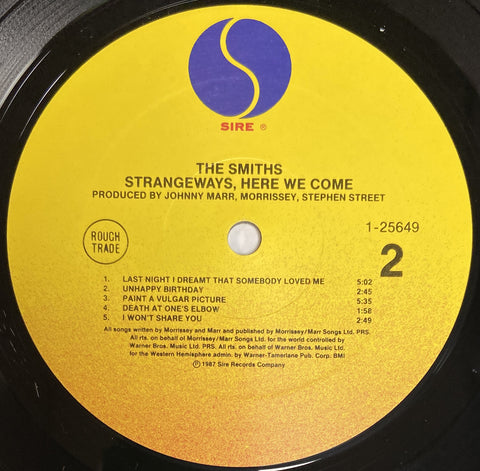 SIRE ®
THE SMITHS
STRANGEWAYS, HERE WE COME
PRODUCED BY JOHNNY MARR, MORRISSEY, STEPHEN STREET
1-25649
ROUGH
TRADE
2
1. LAST NIGHT I DREAMT THAT SOMEBODY LOVED ME 5:02
2. UNHAPPY BIRTHDAY 2:45
3. PAINT A VULGAR PICTURE 5:35
4. DEATH AT ONE'S ELBOW 1:58
5. I WON'T SHARE YOU 2:49
All songs written by Morrissey and Marr and published by Morrissey/Marr Songs Ltd. PRS.
All rts. on behalf of Morrissey/Marr Songs Ltd. for the world controlled by
Warner Bros. Music Ltd. PRS. All rts. on behalf of Warner Bros. Music Ltd.
for the Western Hemisphere admin. by Warner-Tamerlane Pub. Corp. BMI
℗ 1987 Sire Records Company